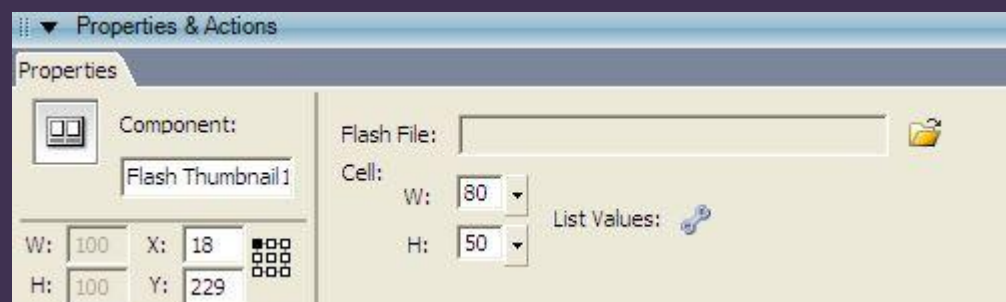 Properties & Actions
Properties
Component:
Flash Thumbnail1
W: 100 X: 18
H: 100 Y: 229
Flash File:
Cell:
W: 80
H: 50
List Values: